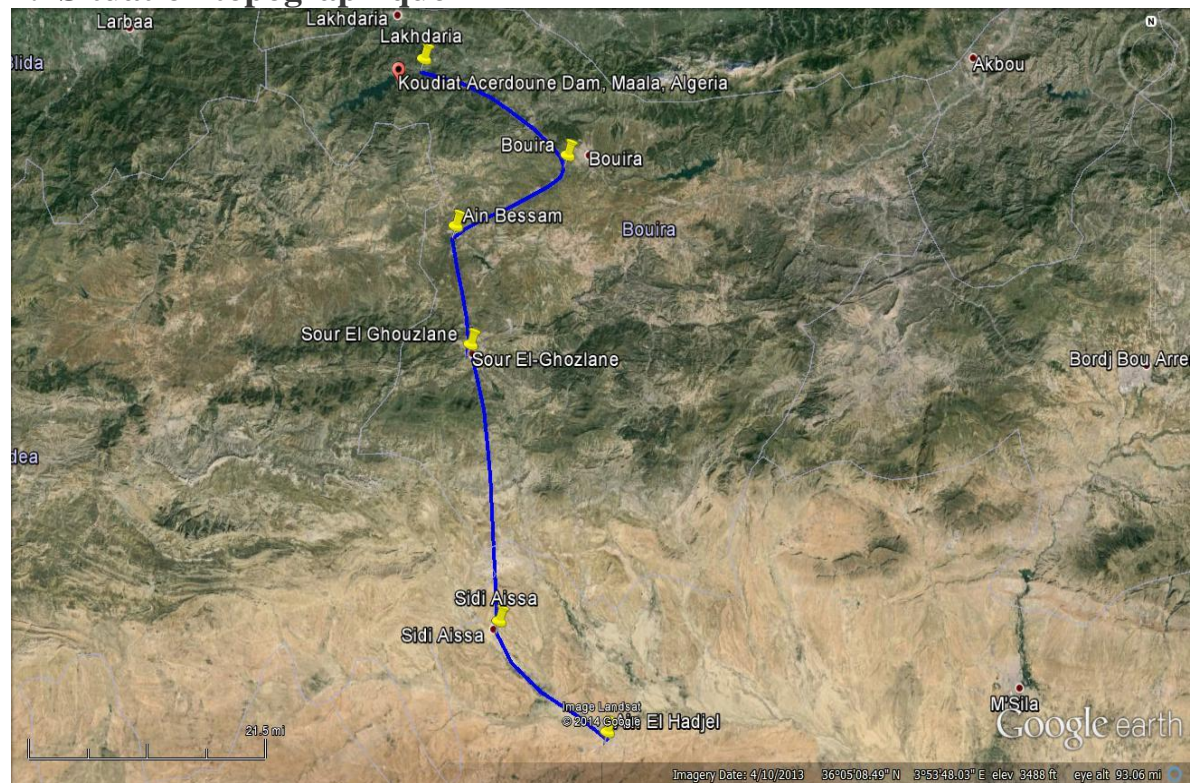 Larbaa
Lakhdaria
Lakhdaria
Blida
Akbou
Koudiat Acerdoune Dam, Maala, Algeria
Bouira
Bouira
Ain Bessam
Bouira
Sour El Ghouzlane
Sour El-Ghozlane
Bordj Bou Arre
dea
Sidi Aissa
Sidi Aissa
M'Sila
Image Landsat
© 2014 Google
Ain El Hadjel
Google earth
21.5 mi
N
Imagery Date: 4/10/2013 36°05'08.49" N 3°53'48.03" E elev 3488 ft eye alt 93.06 mi